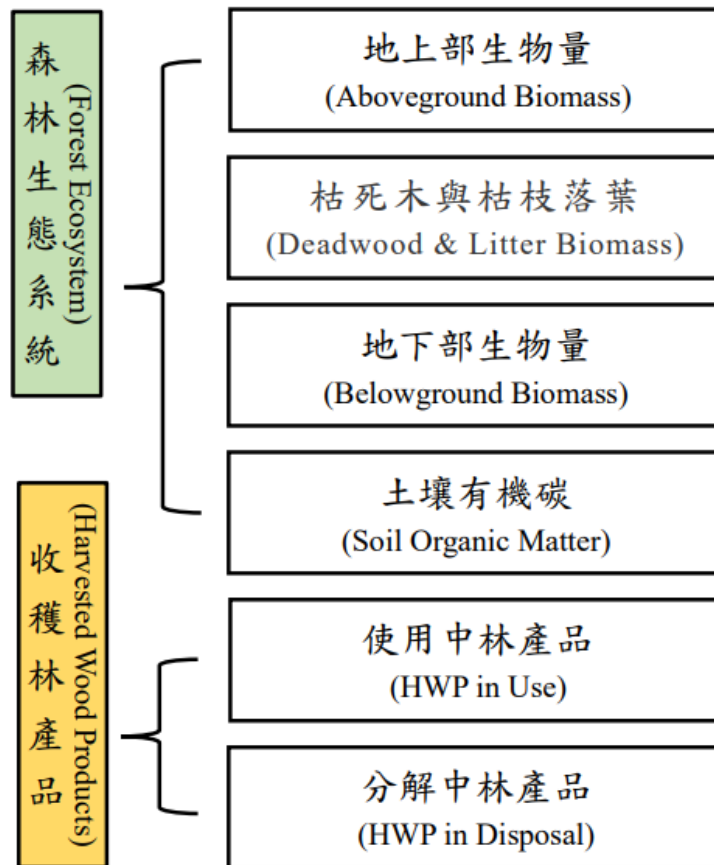 森林生態系統
(Forest Ecosystem)
地上部生物量
(Aboveground Biomass)
枯死木與枯枝落葉
(Deadwood & Litter Biomass)
地下部生物量
(Belowground Biomass)
土壤有機碳
(Soil Organic Matter)
收穫林產品
(Harvested Wood Products)
使用中林產品
(HWP in Use)
分解中林產品
(HWP in Disposal)